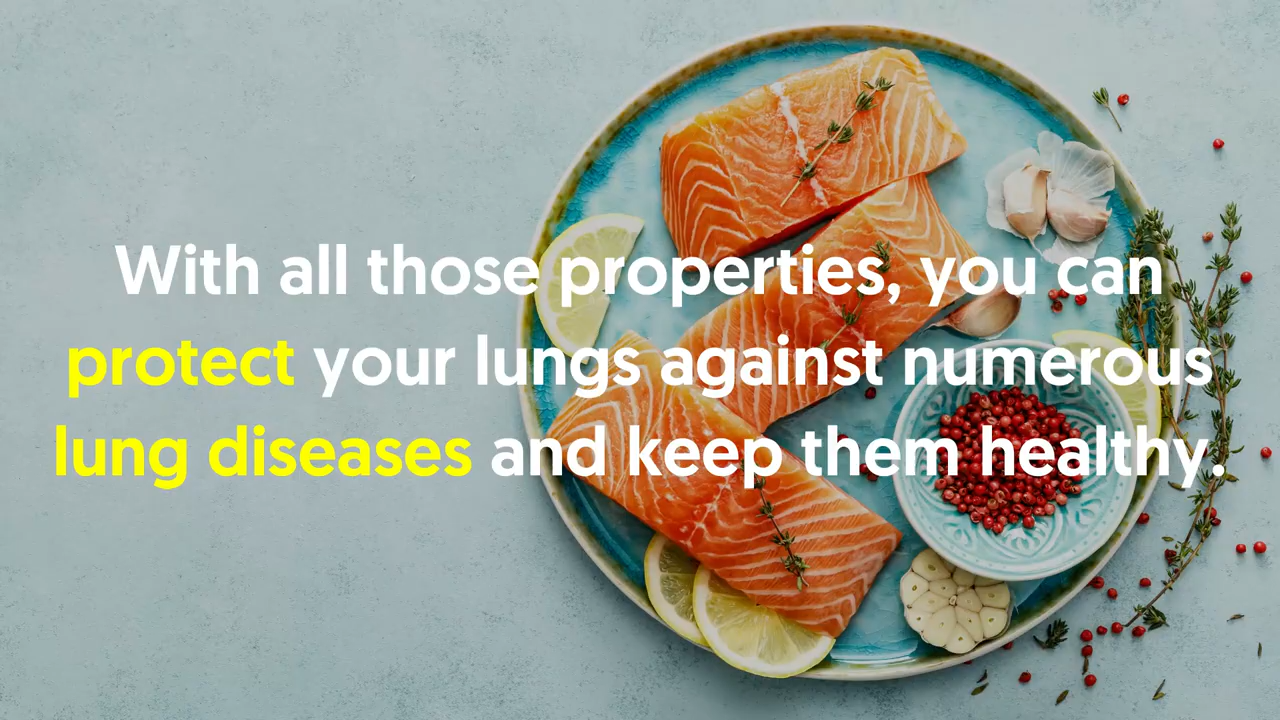 With all those properties, you can
protect your lungs against numerous
lung diseases and keep them healthy.